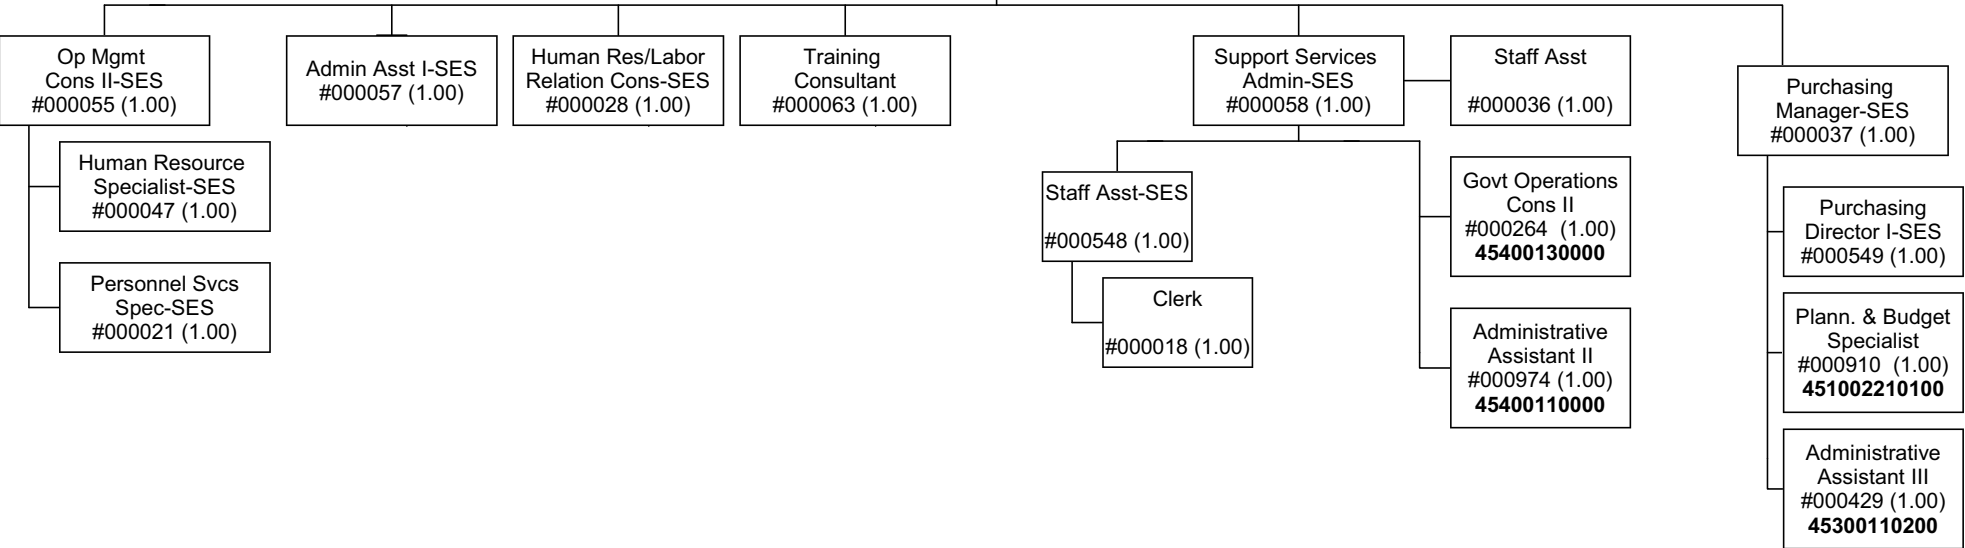 Op Mgmt
Cons II-SES
#000055 (1.00)
Human Resource
Specialist-SES
#000047 (1.00)
Personnel Svcs
Spec-SES
#000021 (1.00)
Admin Asst I-SES
#000057 (1.00)
Human Res/Labor
Relation Cons-SES
#000028 (1.00)
Training
Consultant
#000063 (1.00)
Support Services
Admin-SES
#000058 (1.00)
Staff Asst
#000036 (1.00)
Staff Asst-SES
#000548 (1.00)
Clerk
#000018 (1.00)
Govt Operations
Cons II
#000264  (1.00)
45400130000
Administrative
Assistant II
#000974 (1.00)
45400110000
Purchasing
Manager-SES
#000037 (1.00)
Purchasing
Director I-SES
#000549 (1.00)
Plann. & Budget
Specialist
#000910  (1.00)
451002210100
Administrative
Assistant III
#000429 (1.00)
45300110200